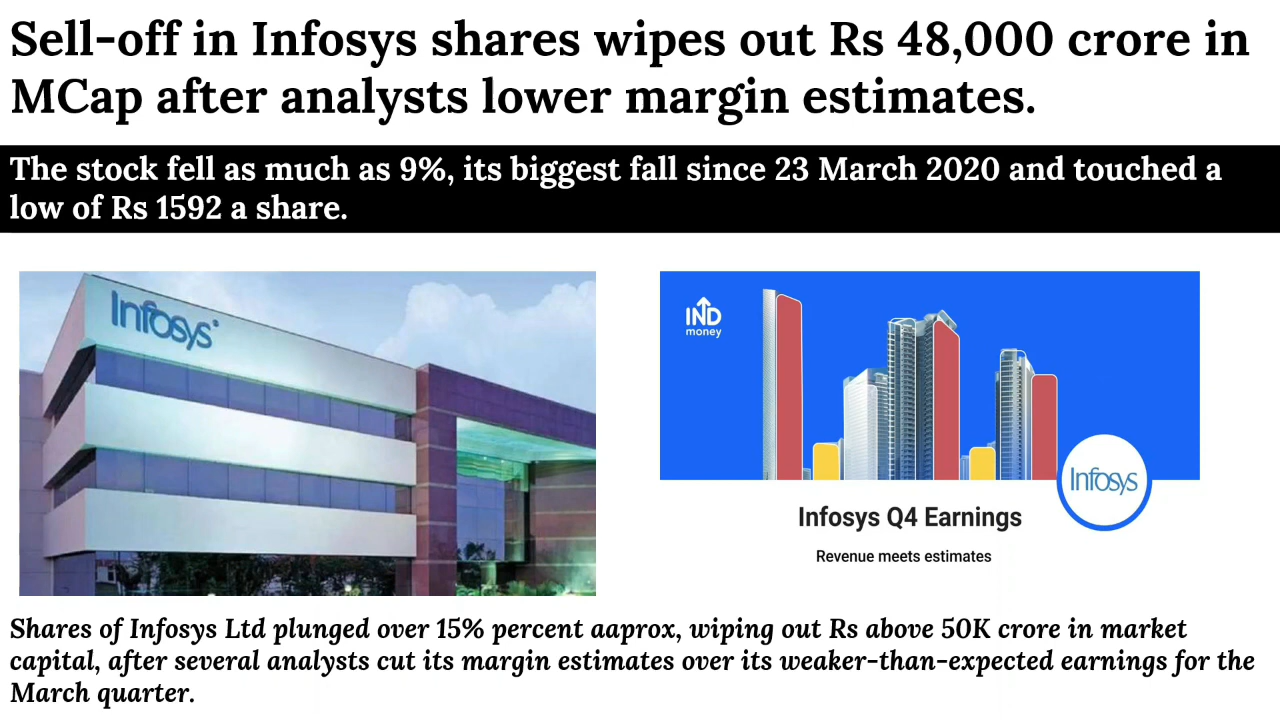 Sell-off in Infosys shares wipes out Rs 48,000 crore in
MCap after analysts lower margin estimates.
The stock fell as much as 9%, its biggest fall since 23 March 2020 and touched a
low of Rs 1592 a share.
Infosys
IND
money
Infosys
Infosys Q4 Earnings
Revenue meets estimates
Shares of Infosys Ltd plunged over 15% percent aaprox, wiping out Rs above 50K crore in market
capital, after several analysts cut its margin estimates over its weaker-than-expected earnings for the
March quarter.